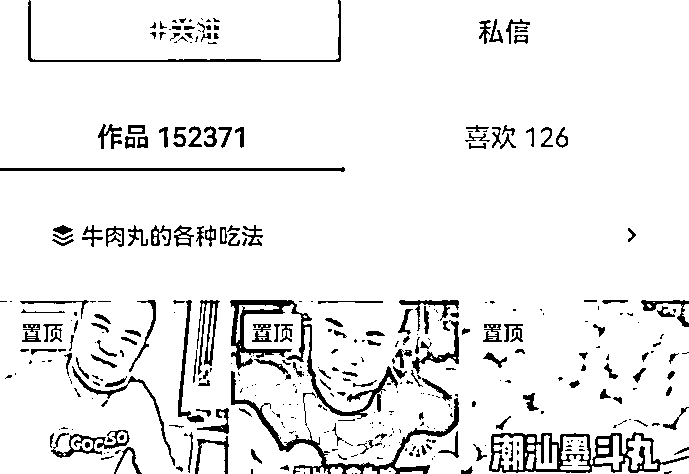 +关注
私信
作品 152371
喜欢 126
牛肉丸的各种吃法
置顶
置顶
置顶
潮汕墨斗丸